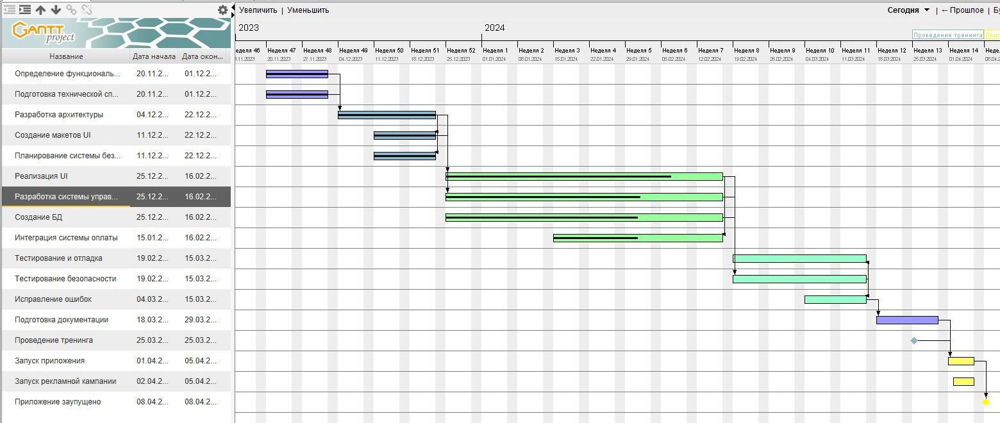 Увеличить | Уменьшить
Сегодня | ←Прошлое |
GANTT project
2023
2024
Проведение тренинга
Название
Дата начала
Дата окон...
Неделя 47
Неделя 48
Неделя 49
Неделя 50
Неделя 51
Неделя 52
Неделя 1
Неделя 2
Неделя 3
Неделя 4
Неделя 5
Неделя 6
Неделя 7
Неделя 8
Неделя 9
Неделя 10
Неделя 11
Неделя 12
Неделя 13
Неделя 14
20.11.2023
27.11.2023
04.12.2023
11.12.2023
18.12.2023
25.12.2023
01.01.2024
08.01.2024
15.01.2024
22.01.2024
29.01.2024
05.02.2024
12.02.2024
19.02.2024
26.02.2024
04.03.2024
11.03.2024
18.03.2024
25.03.2024
01.04.2024
Определение функциональ... 20.11.2... 01.12.2...
Подготовка технической сп... 20.11.2... 01.12.2...
Разработка архитектуры 04.12.2... 22.12.2...
Создание макетов UI 11.12.2... 22.12.2...
Планирование системы без... 11.12.2... 22.12.2...
Реализация UI 25.12.2... 16.02.2...
Разработка системы управ... 25.12.2... 16.02.2...
Создание БД 25.12.2... 16.02.2...
Интеграция системы оплаты 15.01.2... 16.02.2...
Тестирование и отладка 19.02.2... 15.03.2...
Тестирование безопасности 19.02.2... 15.03.2...
Исправление ошибок 04.03.2... 15.03.2...
Подготовка документации 18.03.2... 29.03.2...
Проведение тренинга 25.03.2... 25.03.2...
Запуск приложения 01.04.2... 05.04.2...
Запуск рекламной кампании 02.04.2... 05.04.2...
Приложение заупущено 08.04.2... 08.04.2...